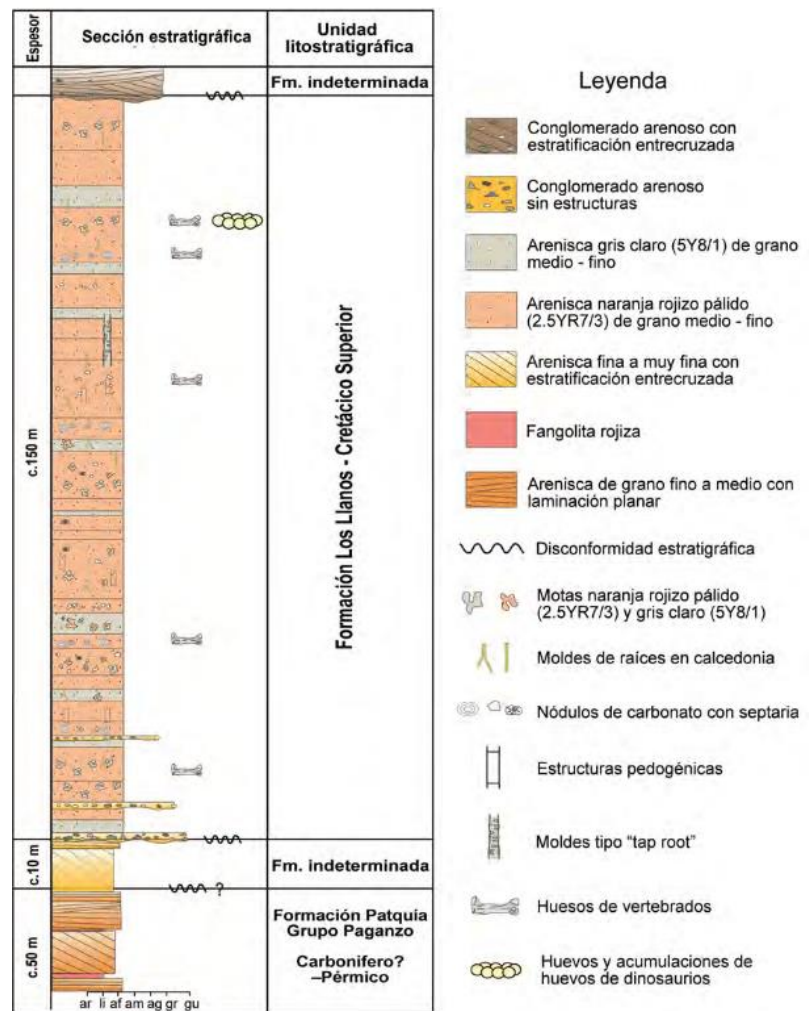 Espesor
Sección estratigráfica
Unidad
litostratigráfica
Fm. indeterminada
c.150 m
Formación Los Llanos - Cretácico Superior
c.10 m
Fm. indeterminada
?
c.50 m
Formación Patquía
Grupo Paganzo
Carbonifero?
–Pérmico
ar li af am ag gr gu
Leyenda
Conglomerado arenoso con
estratificación entrecruzada
Conglomerado arenoso
sin estructuras
Arenisca gris claro (5Y8/1) de grano
medio - fino
Arenisca naranja rojizo pálido
(2.5YR7/3) de grano medio - fino
Arenisca fina a muy fina con
estratificación entrecruzada
Fangolita rojiza
Arenisca de grano fino a medio con
laminación planar
Disconformidad estratigráfica
Motas naranja rojizo pálido
(2.5YR7/3) y gris claro (5Y8/1)
Moldes de raíces en calcedonia
Nódulos de carbonato con septaria
Estructuras pedogénicas
Moldes tipo “tap root”
Huesos de vertebrados
Huevos y acumulaciones de
huevos de dinosaurios